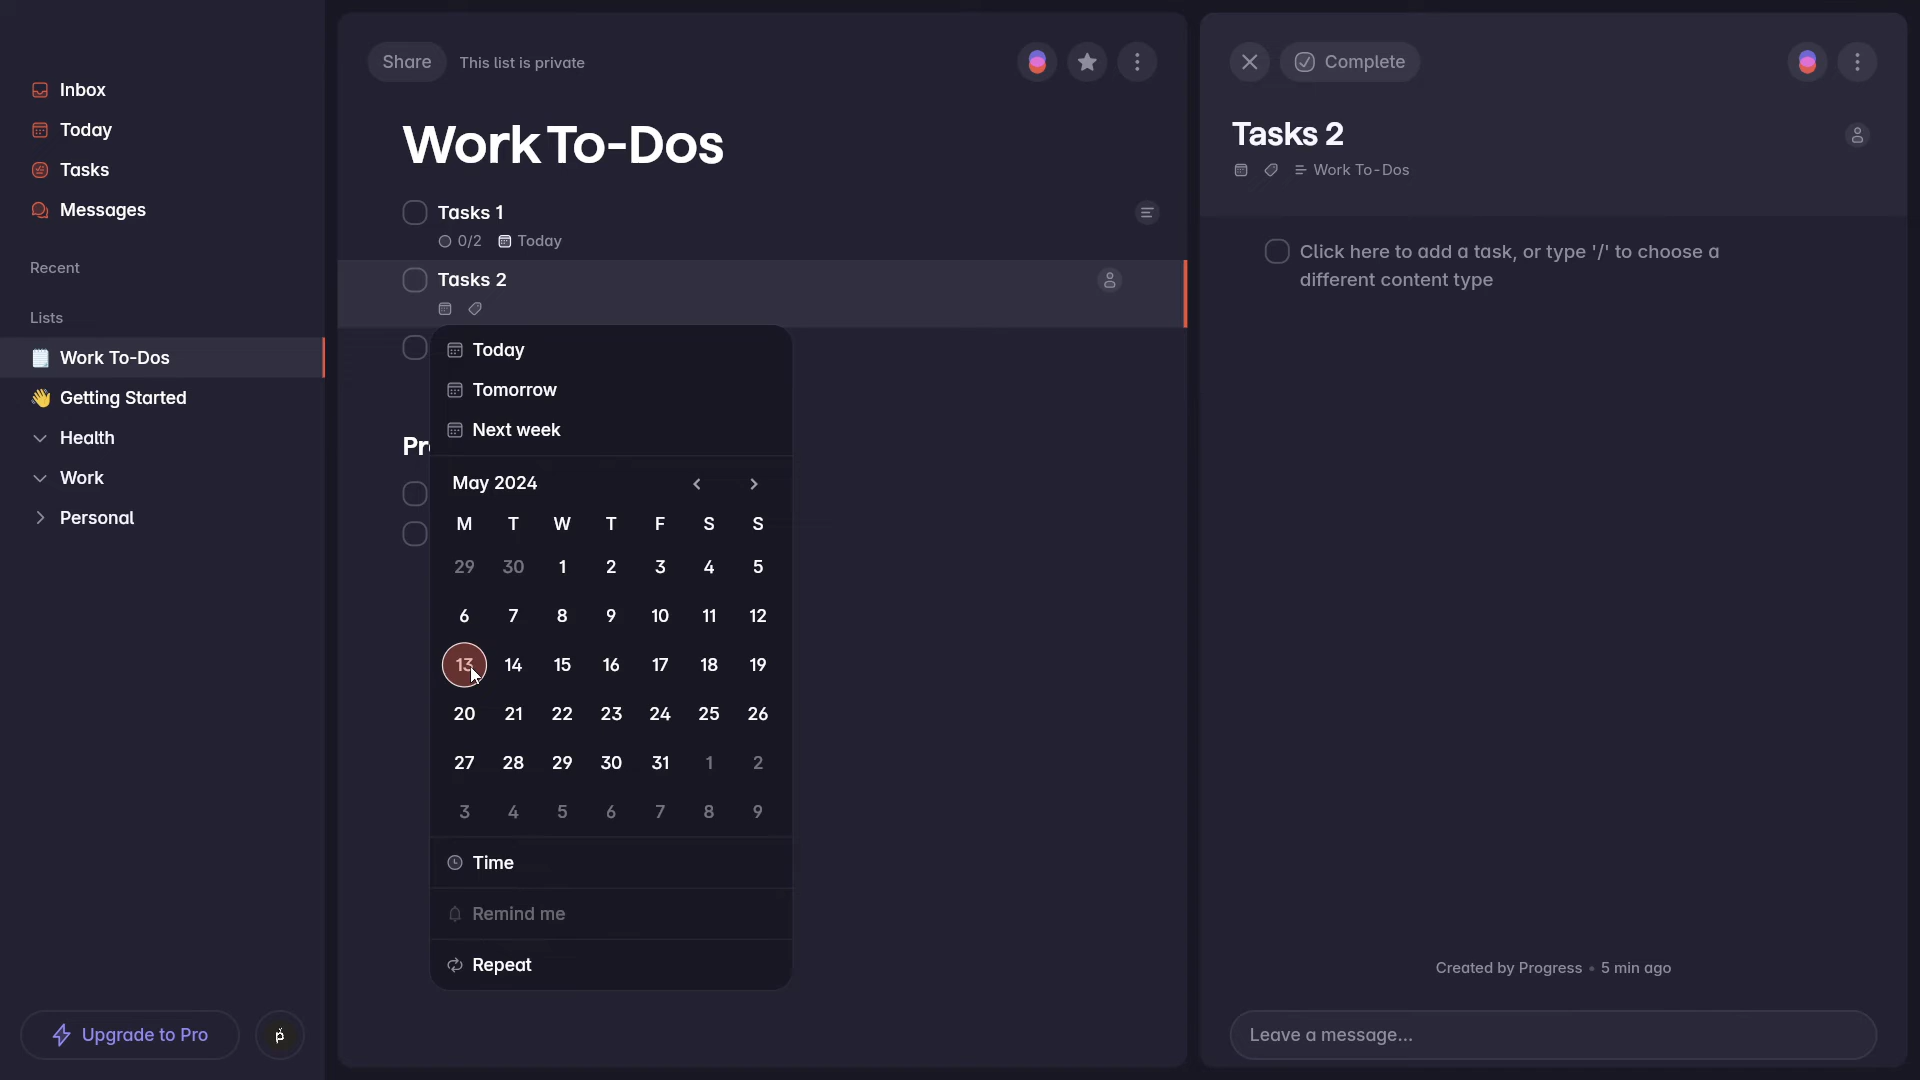 Inbox
Today
Tasks
Messages
Recent
Lists
Work To-Dos
Getting Started
Health
Work
Personal
Upgrade to Pro
Share
This list is private
Work To-Dos
Tasks 1
0/2
Today
Tasks 2
Today
Tomorrow
Next week
May 2024
M T W T F S S
29 30 1 2 3 4 5
6 7 8 9 10 11 12
13 14 15 16 17 18 19
20 21 22 23 24 25 26
27 28 29 30 31 1 2
3 4 5 6 7 8 9
Time
Remind me
Repeat
Complete
Tasks 2
Work To-Dos
Click here to add a task, or type '/' to choose a
different content type
Created by Progress • 5 min ago
Leave a message...